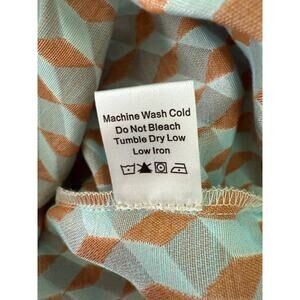 Machine Wash Cold
Do Not Bleach
Tumble Dry Low
Low Iron